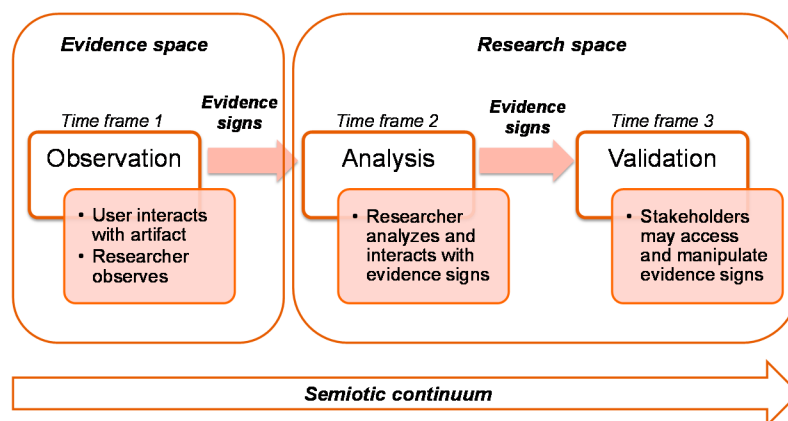 Evidence space
Research space
Evidence
signs
Evidence
signs
Time frame 1
Time frame 2
Time frame 3
Observation
Analysis
Validation
• User interacts
with artifact
• Researcher
observes
• Researcher
analyzes and
interacts with
evidence signs
• Stakeholders
may access
and manipulate
evidence signs
Semiotic continuum